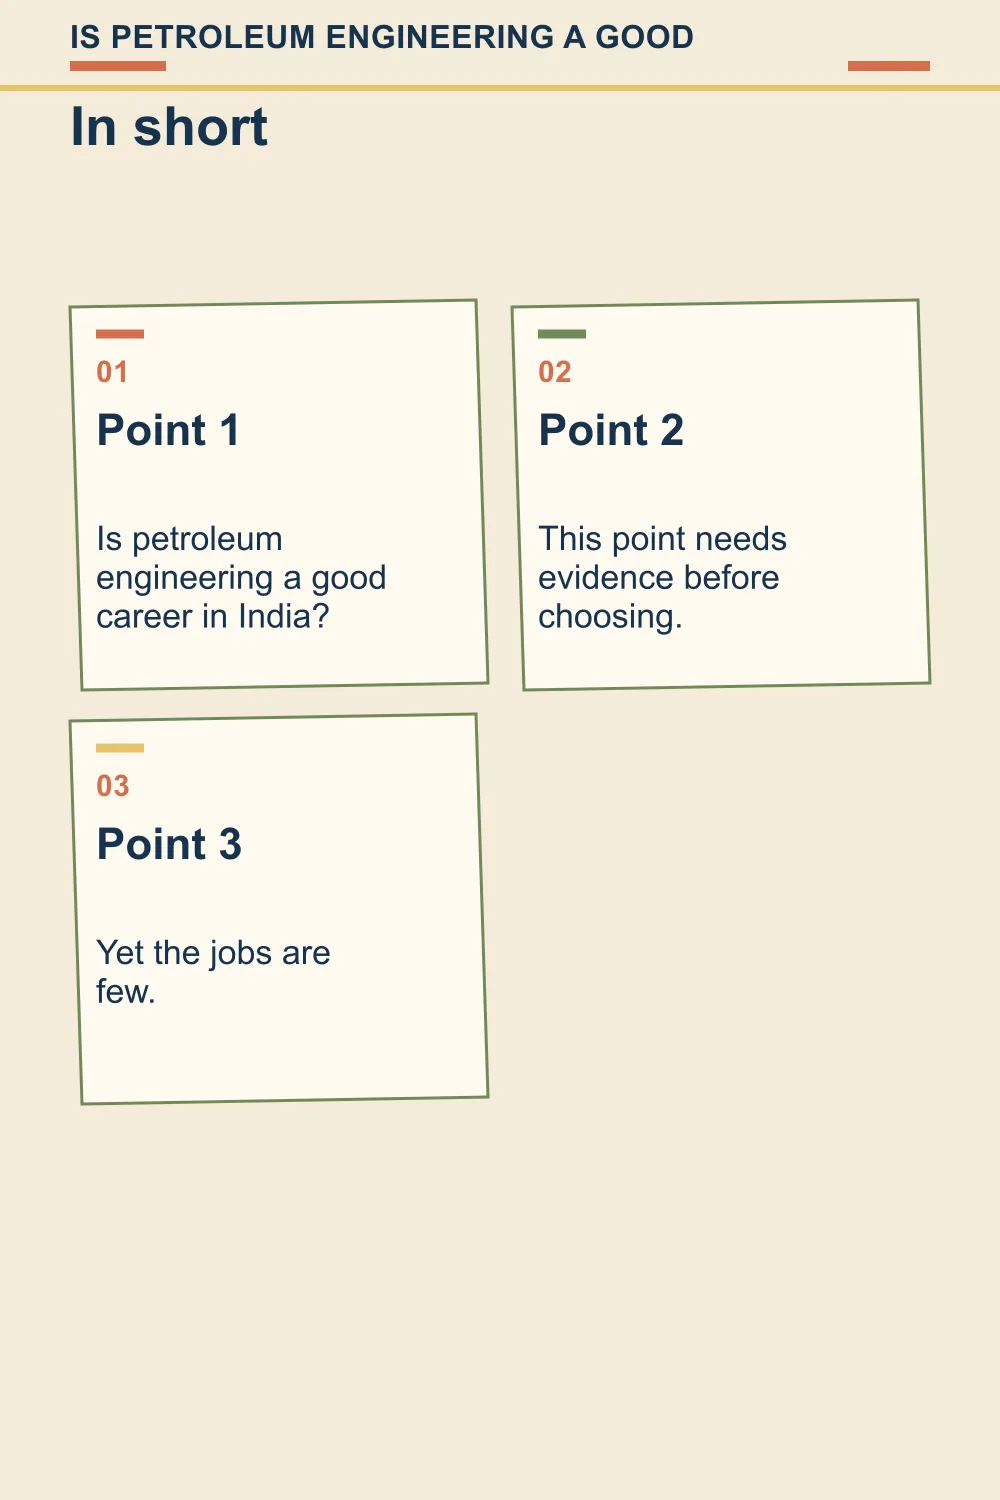 IS PETROLEUM ENGINEERING A GOOD
In short
01
Point 1
Is petroleum
engineering a good
career in India?
02
Point 2
This point needs
evidence before
choosing.
03
Point 3
Yet the jobs are
few.